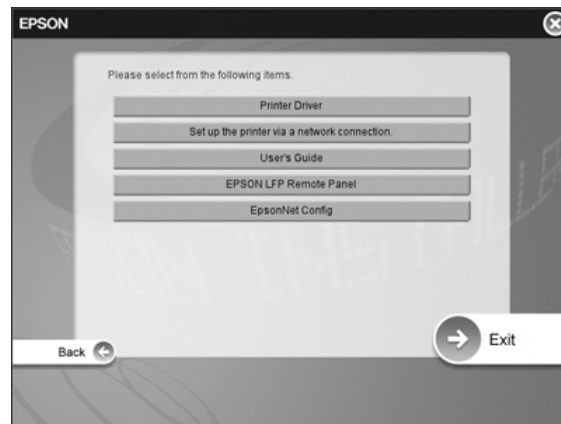 EPSON
Please select from the following items.
Printer Driver
Set up the printer via a network connection.
User's Guide
EPSON LFP Remote Panel
EpsonNet Config
Exit
Back